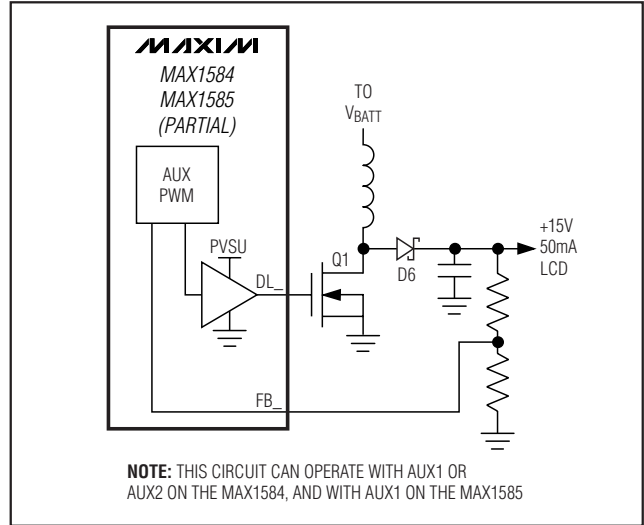 MAXIM
MAX1584
MAX1585
(PARTIAL)
AUX
PWM
PVSU
DL_
FB_
Q1
TO
VBATT
D6
+15V
50mA
LCD
NOTE: THIS CIRCUIT CAN OPERATE WITH AUX1 OR
AUX2 ON THE MAX1584, AND WITH AUX1 ON THE MAX1585